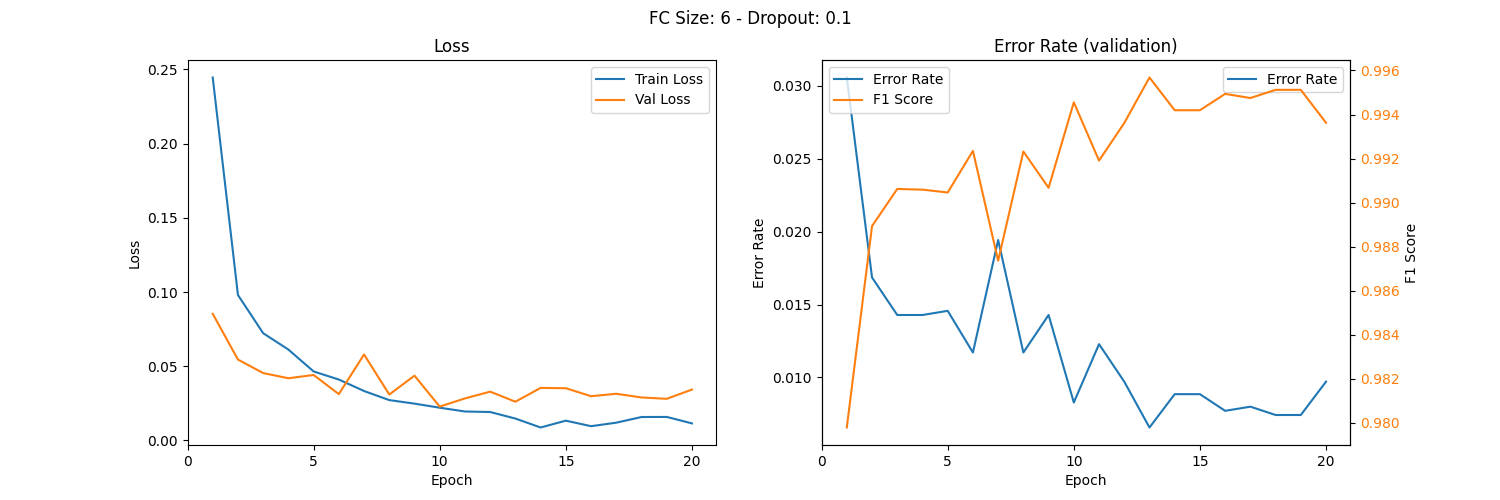 FC Size: 6 - Dropout: 0.1
Loss
Train Loss
Val Loss
0.25
0.20
0.15
0.10
0.05
0.00
Loss
0
5
10
15
20
Epoch
Error Rate (validation)
Error Rate
F1 Score
Error Rate
0.030
0.025
0.020
0.015
0.010
Error Rate
0
5
10
15
20
Epoch
0.996
0.994
0.992
0.990
0.988
0.986
0.984
0.982
0.980
F1 Score